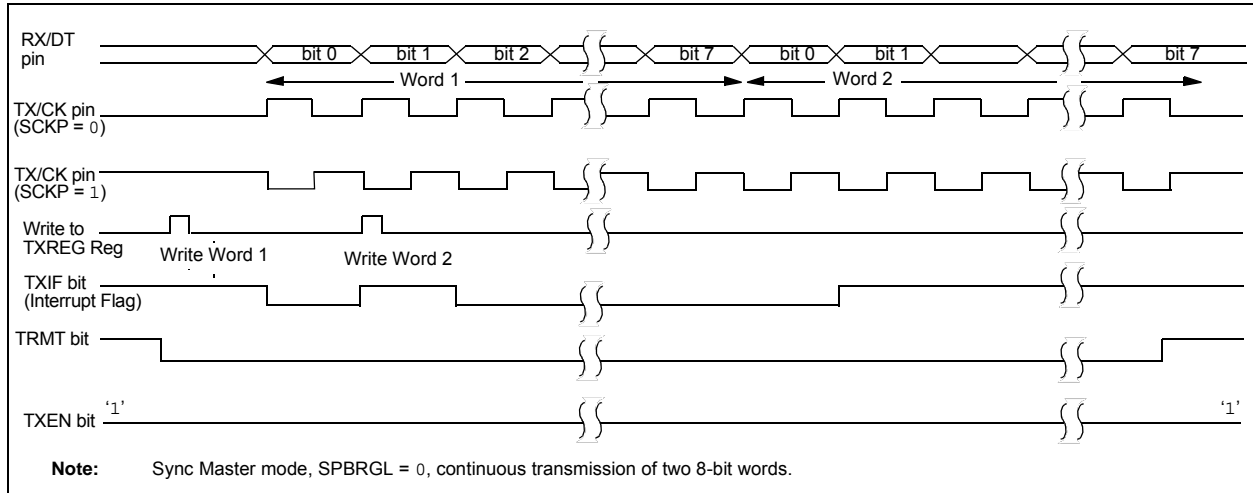 RX/DT
pin
bit 0 bit 1 bit 2 bit 7 bit 0 bit 1 bit 7
Word 1 Word 2
TX/CK pin
(SCKP = 0)
TX/CK pin
(SCKP = 1)
Write to
TXREG Reg
Write Word 1 Write Word 2
TXIF bit
(Interrupt Flag)
TRMT bit
‘1’ ‘1’
TXEN bit
Note: Sync Master mode, SPBRGL = 0, continuous transmission of two 8-bit words.